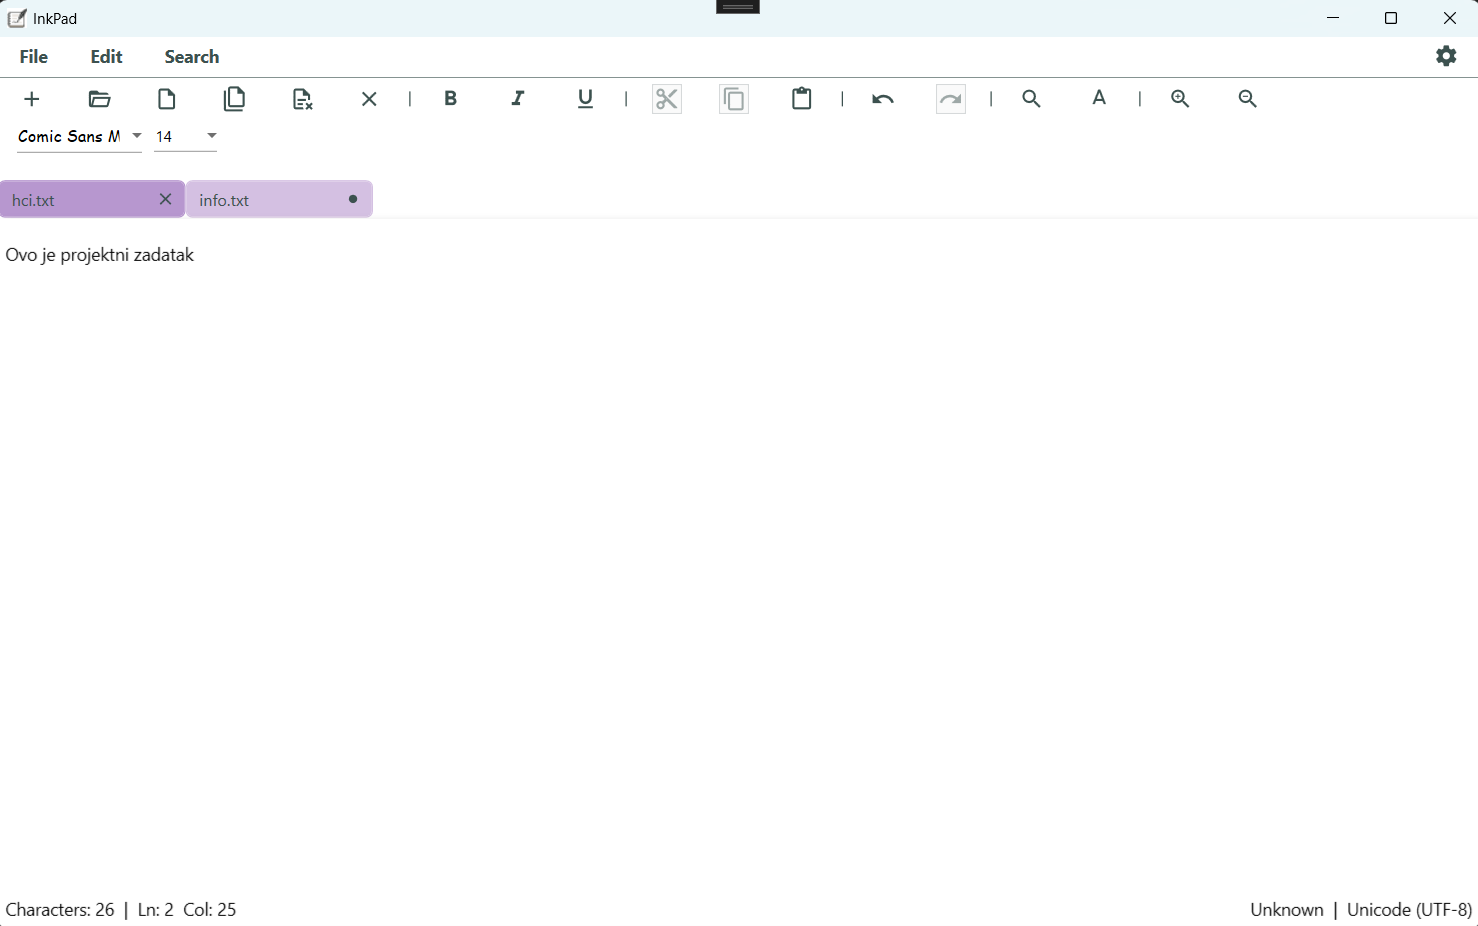 InkPad
File Edit Search
B I U A
Comic Sans M 14
hci.txt info.txt
Ovo je projektni zadatak
Characters: 26 | Ln: 2 Col: 25 Unknown | Unicode (UTF-8)